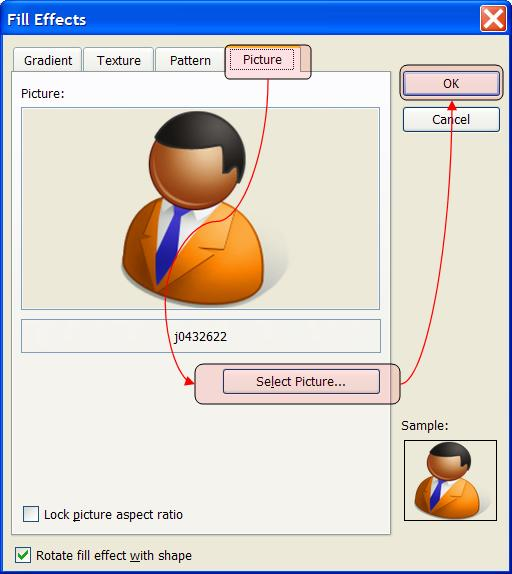 Fill Effects
Gradient Texture Pattern Picture
Picture:
OK
Cancel
j0432622
Select Picture...
Sample:
Lock picture aspect ratio
Rotate fill effect with shape